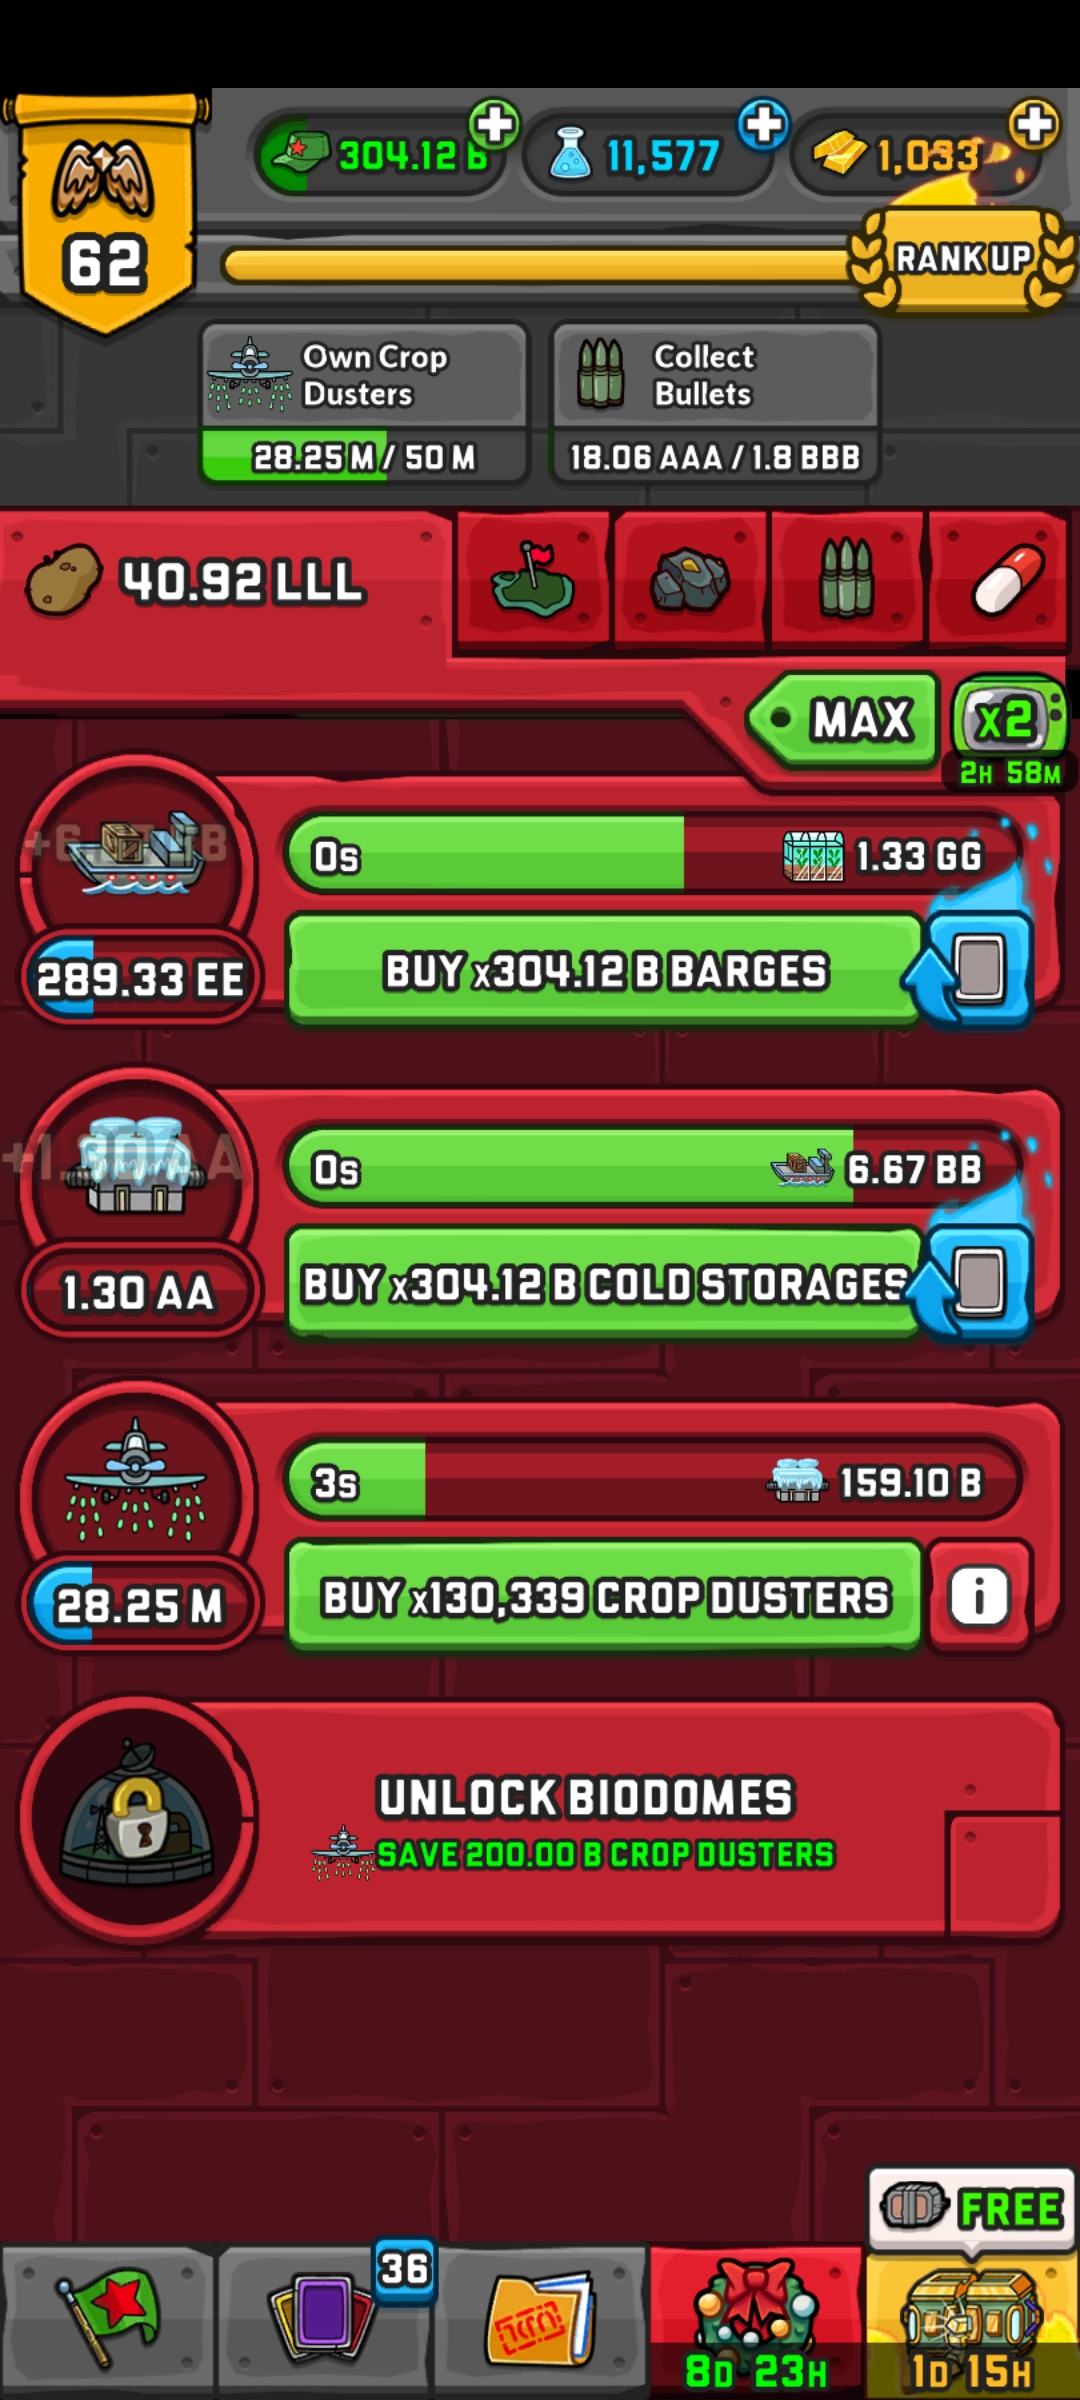 304.12 B
11,577
1,033
62
RANK UP
Own Crop
Dusters
28.25 M / 50 M
Collect
Bullets
18.06 AAA / 1.8 BBB
40.92 LLL
MAX
x2
2H 58M
0s
1.33 GG
289.33 EE
BUY x304.12 B BARGES
0s
6.67 BB
1.30 AA
BUY x304.12 B COLD STORAGES
3s
159.10 B
28.25 M
BUY x130,339 CROP DUSTERS
i
UNLOCK BIODOMES
SAVE 200.00 B CROP DUSTERS
FREE
36
8D 23H
1D 15H